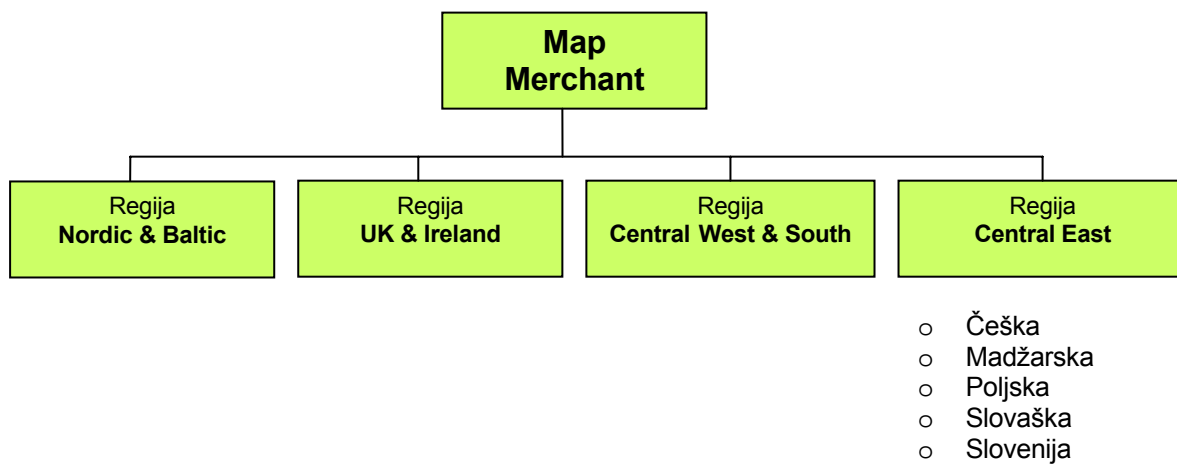 Map
Merchant
Regija
Nordic & Baltic
Regija
UK & Ireland
Regija
Central West & South
Regija
Central East
o Češka
o Madžarska
o Poljska
o Slovaška
o Slovenija